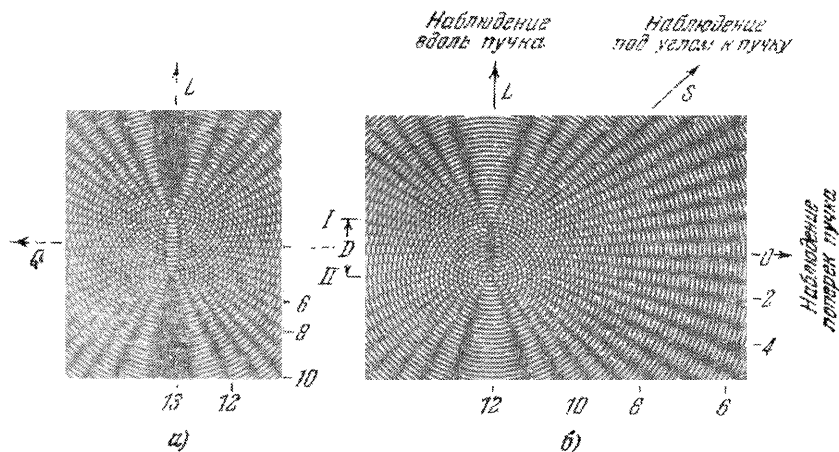 Наблюдение
вдоль пучка
Наблюдение
под углом к пучку
L
L
S
Q
I
D
II
0
2
4
Наблюдение
поперек пучка
6
8
10
13
12
12
10
8
6
а)
б)